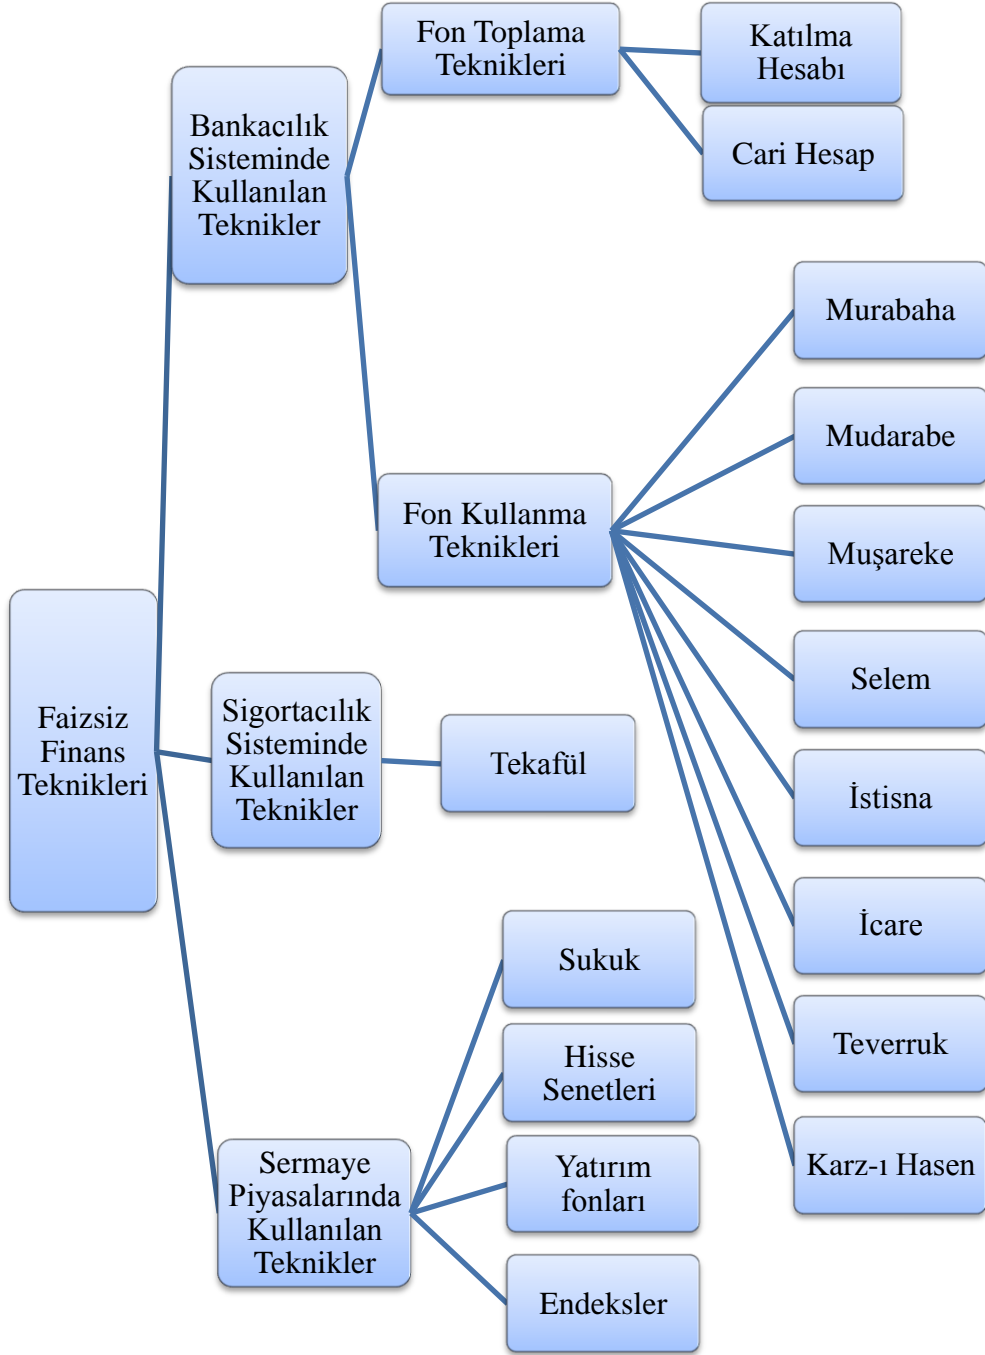 Faizsiz
Finans
Teknikleri
Bankacılık
Sisteminde
Kullanılan
Teknikler
Fon Toplama
Teknikleri
Katılma
Hesabı
Cari Hesap
Fon Kullanma
Teknikleri
Murabaha
Mudarabe
Muşareke
Selem
İstisna
İcare
Teverruk
Karz-ı Hasen
Sigortacılık
Sisteminde
Kullanılan
Teknikler
Tekafül
Sermaye
Piyasalarında
Kullanılan
Teknikler
Sukuk
Hisse
Senetleri
Yatırım
fonları
Endeksler